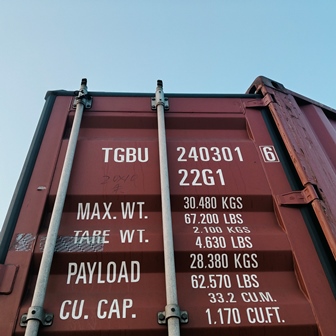 TGBU 240301 6
22G1
MAX. WT. 30.480 KGS
67.200 LBS
TARE WT. 2.100 KGS
4.630 LBS
PAYLOAD 28.380 KGS
62.570 LBS
CU. CAP. 33.2 CU.M.
1.170 CU.FT.